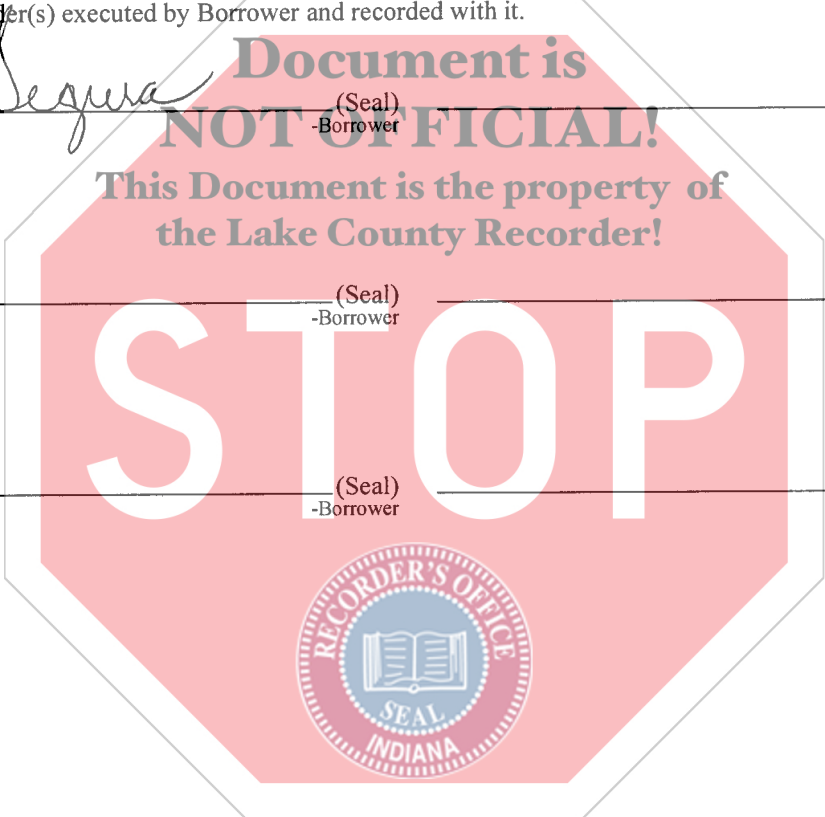 er(s) executed by Borrower and recorded with it.
Document is
Segura
(Seal)
-Borrower
NOT OFFICIAL!
This Document is the property of
the Lake County Recorder!
(Seal)
-Borrower
STOP
(Seal)
-Borrower
RECORDER'S OFFICE
SEAL
INDIANA